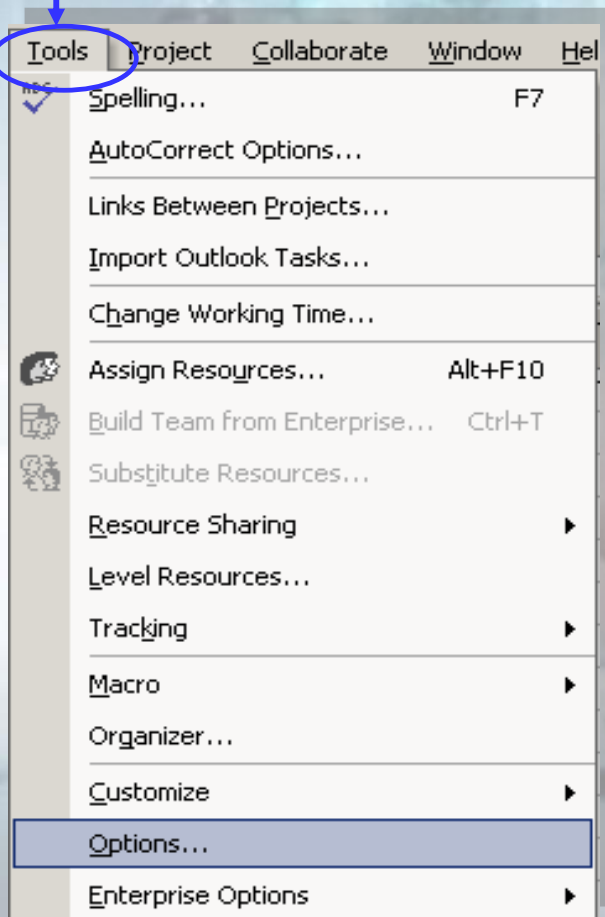 Tools Project Collaborate Window Hel
ABC
Spelling... F7
AutoCorrect Options...
Links Between Projects...
Import Outlook Tasks...
Change Working Time...
Assign Resources... Alt+F10
Build Team from Enterprise... Ctrl+T
Substitute Resources...
Resource Sharing
Level Resources...
Tracking
Macro
Organizer...
Customize
Options...
Enterprise Options